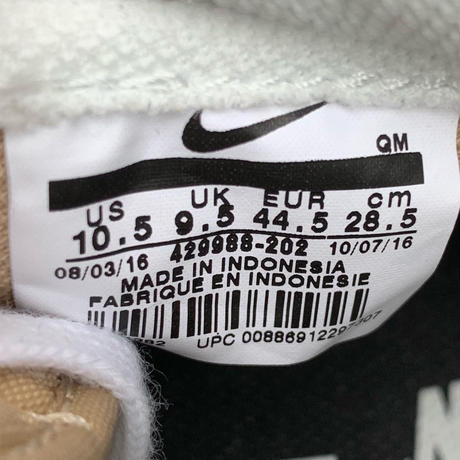 QM
US UK EUR cm
10.5 9.5 44.5 28.5
08/03/16 429988-202 10/07/16
MADE IN INDONESIA
FABRIQUE EN INDONESIA
UPC